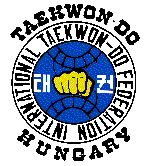 TAEKWON-DO
INTERNATIONAL TAEKWON-DO FEDERATION
태 권
HUNGARY